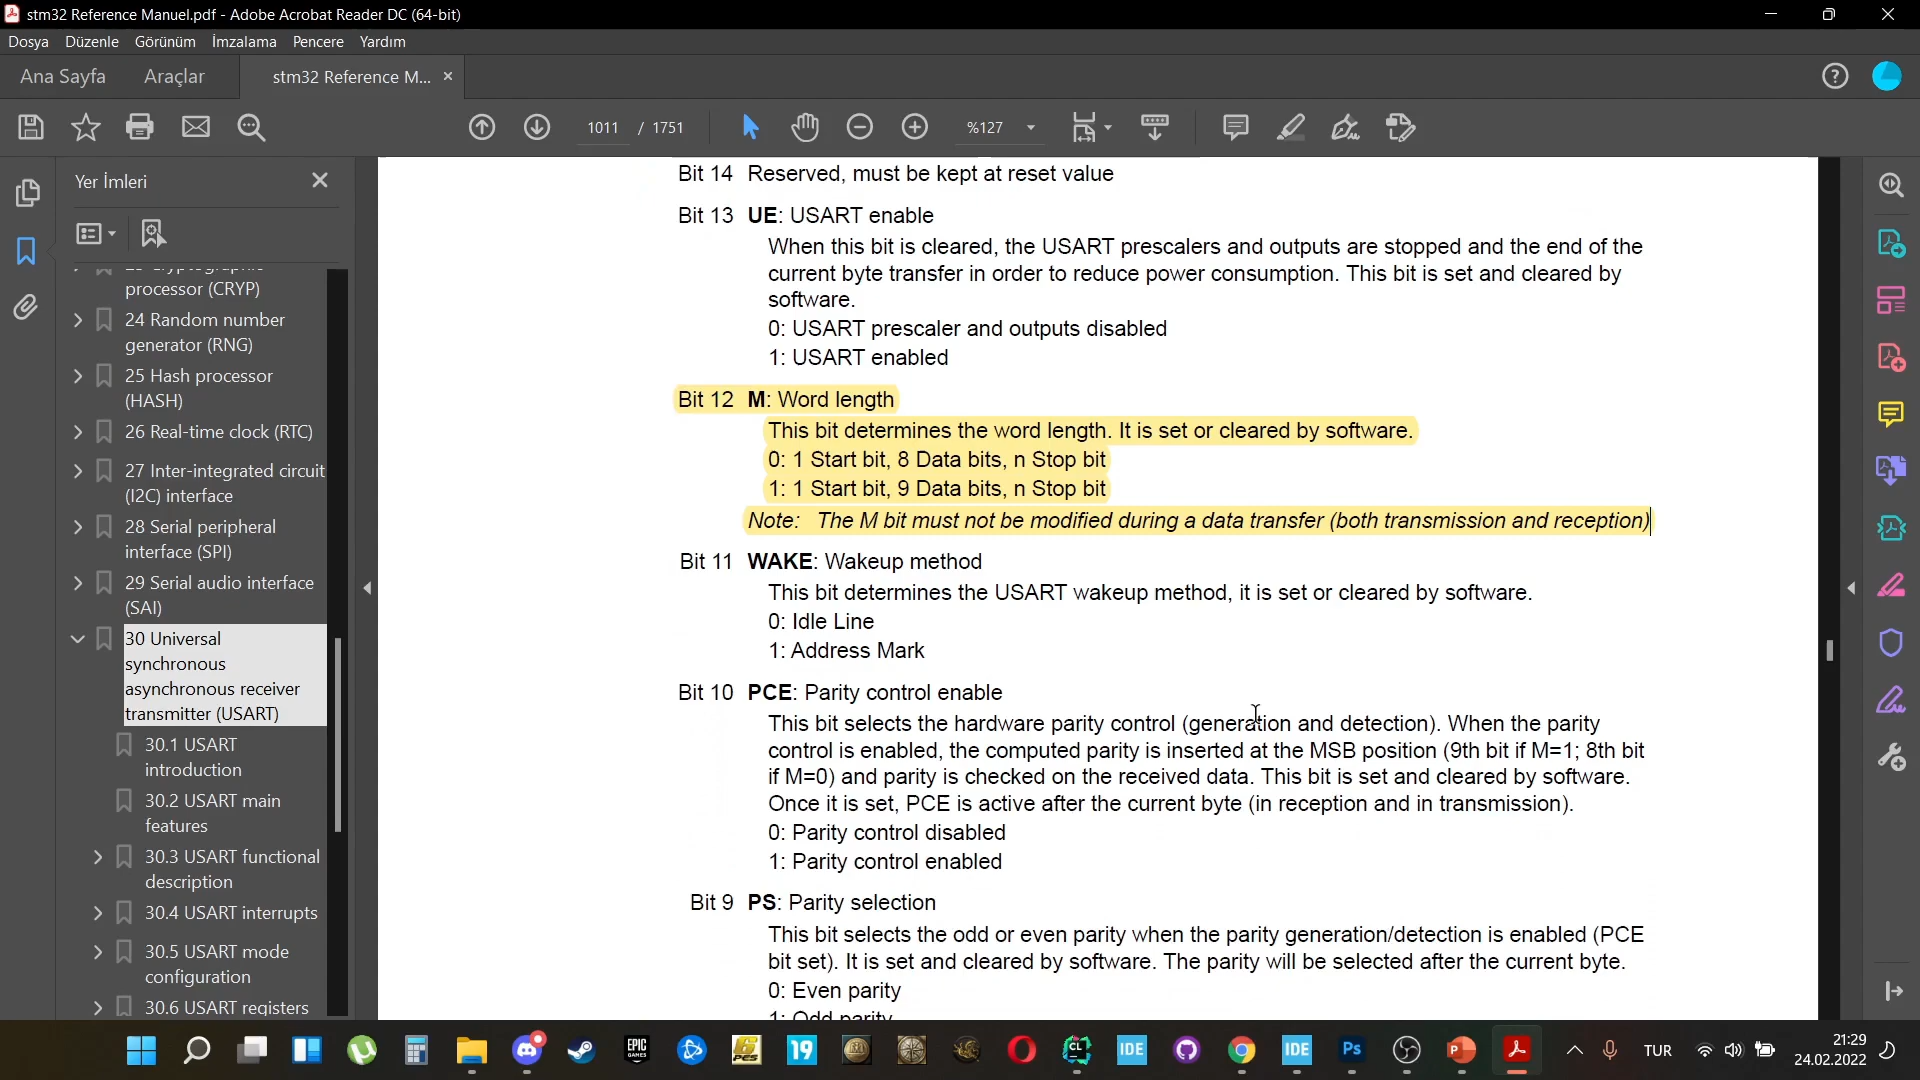 stm32 Reference Manuel.pdf - Adobe Acrobat Reader DC (64-bit)
Dosya Düzenle Görünüm İmzalama Pencere Yardım
Ana Sayfa Araçlar stm32 Reference M... ×
1011 / 1751 %127
Yer İmleri
processor (CRYP)
24 Random number
generator (RNG)
25 Hash processor
(HASH)
26 Real-time clock (RTC)
27 Inter-integrated circuit
(I2C) interface
28 Serial peripheral
interface (SPI)
29 Serial audio interface
(SAI)
30 Universal
synchronous
asynchronous receiver
transmitter (USART)
30.1 USART
introduction
30.2 USART main
features
30.3 USART functional
description
30.4 USART interrupts
30.5 USART mode
configuration
30.6 USART registers
Bit 14 Reserved, must be kept at reset value
Bit 13 UE: USART enable
When this bit is cleared, the USART prescalers and outputs are stopped and the end of the
current byte transfer in order to reduce power consumption. This bit is set and cleared by
software.
0: USART prescaler and outputs disabled
1: USART enabled
Bit 12 M: Word length
This bit determines the word length. It is set or cleared by software.
0: 1 Start bit, 8 Data bits, n Stop bit
1: 1 Start bit, 9 Data bits, n Stop bit
Note: The M bit must not be modified during a data transfer (both transmission and reception)
Bit 11 WAKE: Wakeup method
This bit determines the USART wakeup method, it is set or cleared by software.
0: Idle Line
1: Address Mark
Bit 10 PCE: Parity control enable
This bit selects the hardware parity control (generation and detection). When the parity
control is enabled, the computed parity is inserted at the MSB position (9th bit if M=1; 8th bit
if M=0) and parity is checked on the received data. This bit is set and cleared by software.
Once it is set, PCE is active after the current byte (in reception and in transmission).
0: Parity control disabled
1: Parity control enabled
Bit 9 PS: Parity selection
This bit selects the odd or even parity when the parity generation/detection is enabled (PCE
bit set). It is set and cleared by software. The parity will be selected after the current byte.
0: Even parity
1: Odd parity
EPIC GAMES 6 PES 19 CL IDE IDE Ps
TUR
21:29
24.02.2022